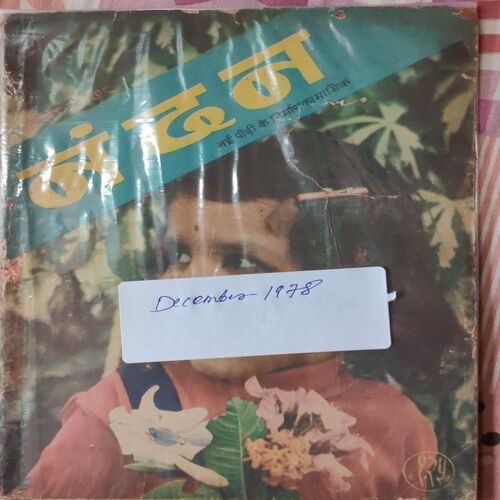 नंदन
नई पीढ़ी के निर्माण का मासिक
December - 1978